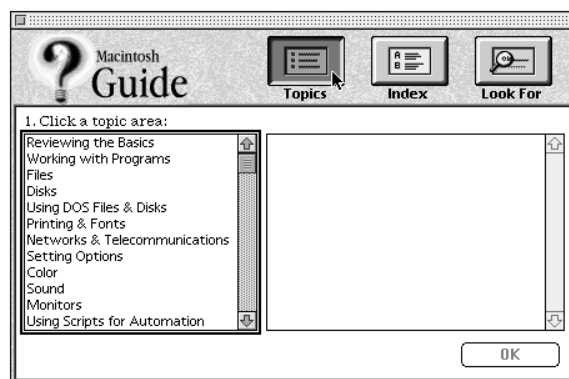 Macintosh
Guide
Topics
Index
Look For
1. Click a topic area:
Reviewing the Basics
Working with Programs
Files
Disks
Using DOS Files & Disks
Printing & Fonts
Networks & Telecommunications
Setting Options
Color
Sound
Monitors
Using Scripts for Automation
OK